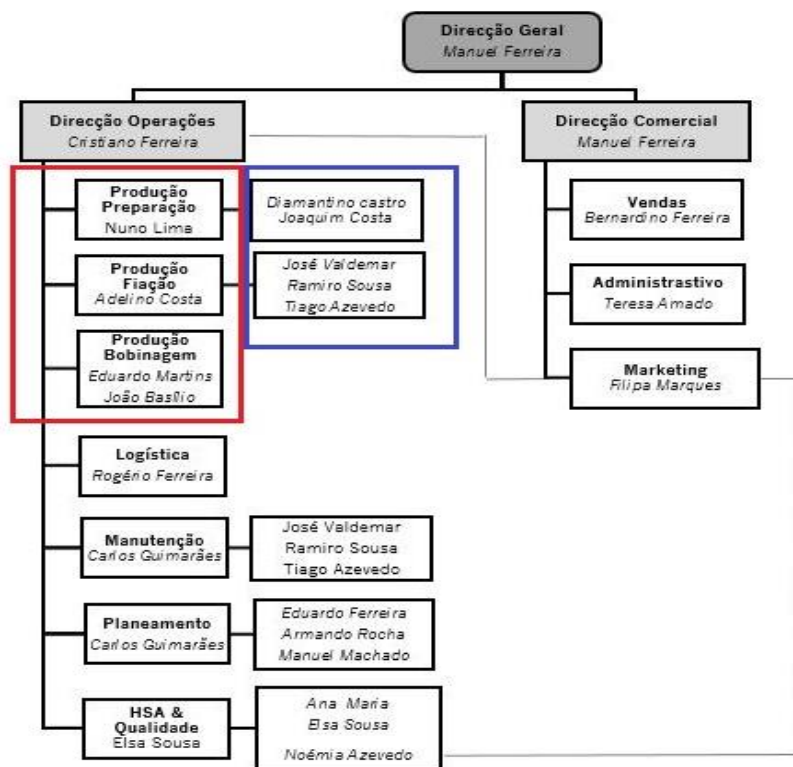 Direcção Geral
Manuel Ferreira
Direcção Operações
Cristiano Ferreira
Direcção Comercial
Manuel Ferreira
Produção
Preparação
Nuno Lima
Diamantino castro
Joaquim Costa
Vendas
Bernardino Ferreira
Produção
Fiação
Adelino Costa
José Valdemar
Ramiro Sousa
Tiago Azevedo
Administrastivo
Teresa Amado
Produção
Bobinagem
Eduardo Martins
João Basílio
Marketing
Filipa Marques
Logística
Rogério Ferreira
Manutenção
Carlos Guimarães
José Valdemar
Ramiro Sousa
Tiago Azevedo
Planeamento
Carlos Guimarães
Eduardo Ferreira
Armando Rocha
Manuel Machado
HSA &
Qualidade
Elsa Sousa
Ana Maria
Elsa Sousa
Noémia Azevedo